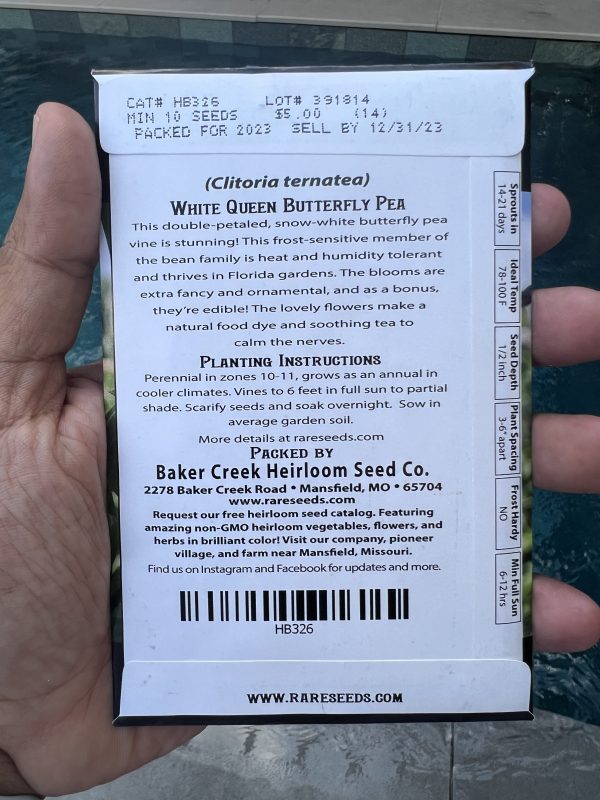 CAT# HB326 LOT# 391814
MIN 10 SEEDS $5.00 (14)
PACKED FOR 2023 SELL BY 12/31/23
(Clitoria ternatea)
WHITE QUEEN BUTTERFLY PEA
This double-petaled, snow-white butterfly pea
vine is stunning! This frost-sensitive member of
the bean family is heat and humidity tolerant
and thrives in Florida gardens. The blooms are
extra fancy and ornamental, and as a bonus,
they're edible! The lovely flowers make a
natural food dye and soothing tea to
calm the nerves.
PLANTING INSTRUCTIONS
Perennial in zones 10-11, grows as an annual in
cooler climates. Vines to 6 feet in full sun to partial
shade. Scarify seeds and soak overnight. Sow in
average garden soil.
More details at rareseeds.com
PACKED BY
Baker Creek Heirloom Seed Co.
2278 Baker Creek Road • Mansfield, MO • 65704
www.rareseeds.com
Request our free heirloom seed catalog. Featuring
amazing non-GMO heirloom vegetables, flowers, and
herbs in brilliant color! Visit our company, pioneer
village, and farm near Mansfield, Missouri.
Find us on Instagram and Facebook for updates and more.
HB326
WWW.RARESEEDS.COM
Sprouts in
14-21 days
Ideal Temp
78-100 F
Seed Depth
1/2 inch
Plant Spacing
3-6" apart
Frost Hardy
NO
Min Full Sun
6-12 hrs